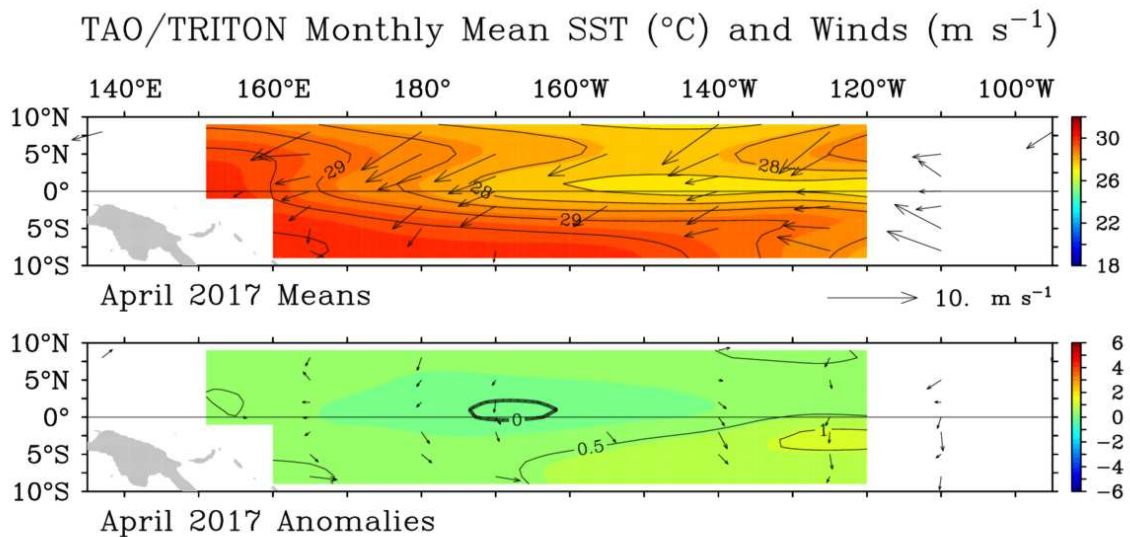 TAO/TRITON Monthly Mean SST (°C) and Winds (m s⁻¹)
140°E 160°E 180° 160°W 140°W 120°W 100°W
10°N
5°N
0°
5°S
10°S
29
28
29
28
30
26
22
18
April 2017 Means
10. m s⁻¹
10°N
5°N
0°
5°S
10°S
0
0.5
1
6
4
2
0
-2
-4
-6
April 2017 Anomalies